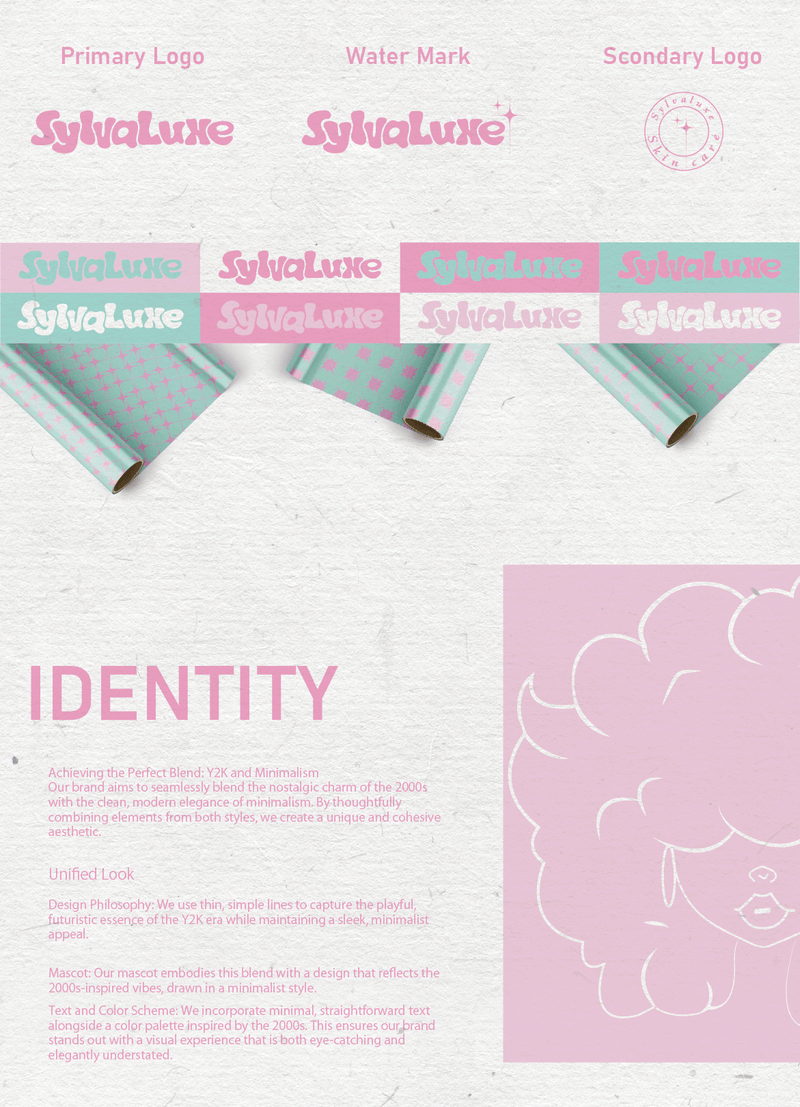 Primary Logo
Water Mark
Scondary Logo
SylvaLuxe
SylvaLuxe
Sylvaluxe
Skin care
SylvaLuxe
SylvaLuxe
SylvaLuxe
SylvaLuxe
SylvaLuxe
SylvaLuxe
SylvaLuxe
SylvaLuxe
IDENTITY
Achieving the Perfect Blend: Y2K and Minimalism
Our brand aims to seamlessly blend the nostalgic charm of the 2000s
with the clean, modern elegance of minimalism. By thoughtfully
combining elements from both styles, we create a unique and cohesive
aesthetic.
Unified Look
Design Philosophy: We use thin, simple lines to capture the playful,
futuristic essence of the Y2K era while maintaining a sleek, minimalist
appeal.
Mascot: Our mascot embodies this blend with a design that reflects the
2000s-inspired vibes, drawn in a minimalist style.
Text and Color Scheme: We incorporate minimal, straightforward text
alongside a color palette inspired by the 2000s. This ensures our brand
stands out with a visual experience that is both eye-catching and
elegantly understated.